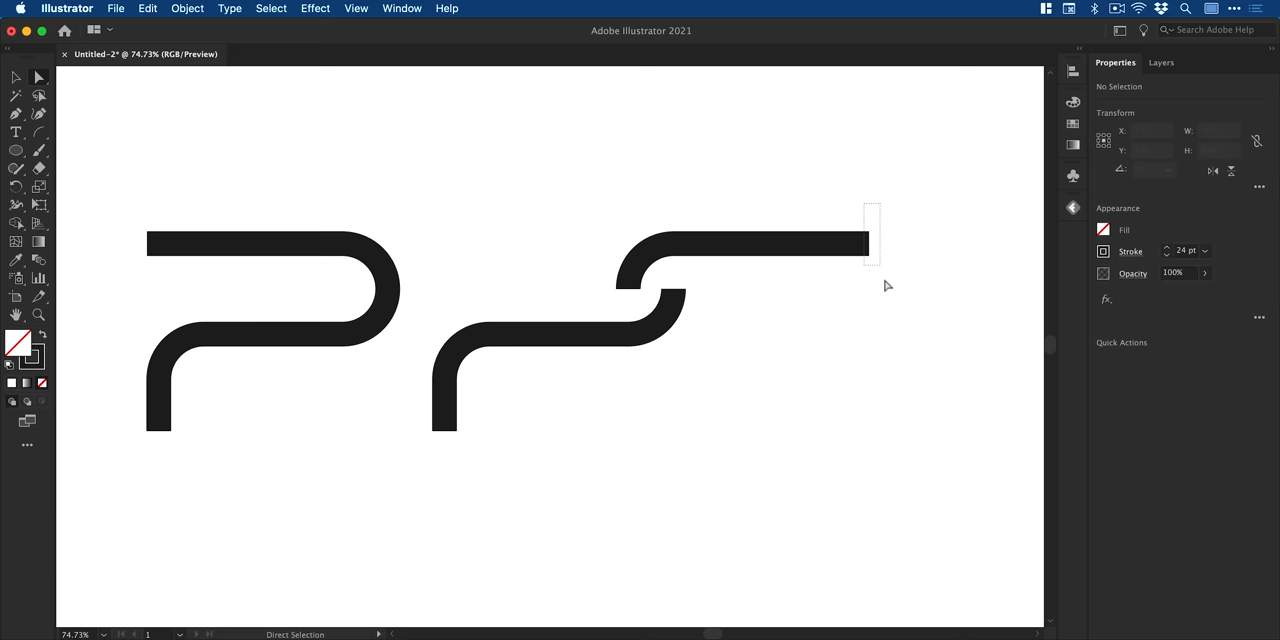 Illustrator File Edit Object Type Select Effect View Window Help
Adobe Illustrator 2021
Search Adobe Help
× Untitled-2* @ 74.73% (RGB/Preview)
Properties Layers
No Selection
Transform
X: W:
Y: H:
Appearance
Fill
Stroke 24 pt
Opacity 100%
fx.
Quick Actions
74.73% 1 Direct Selection